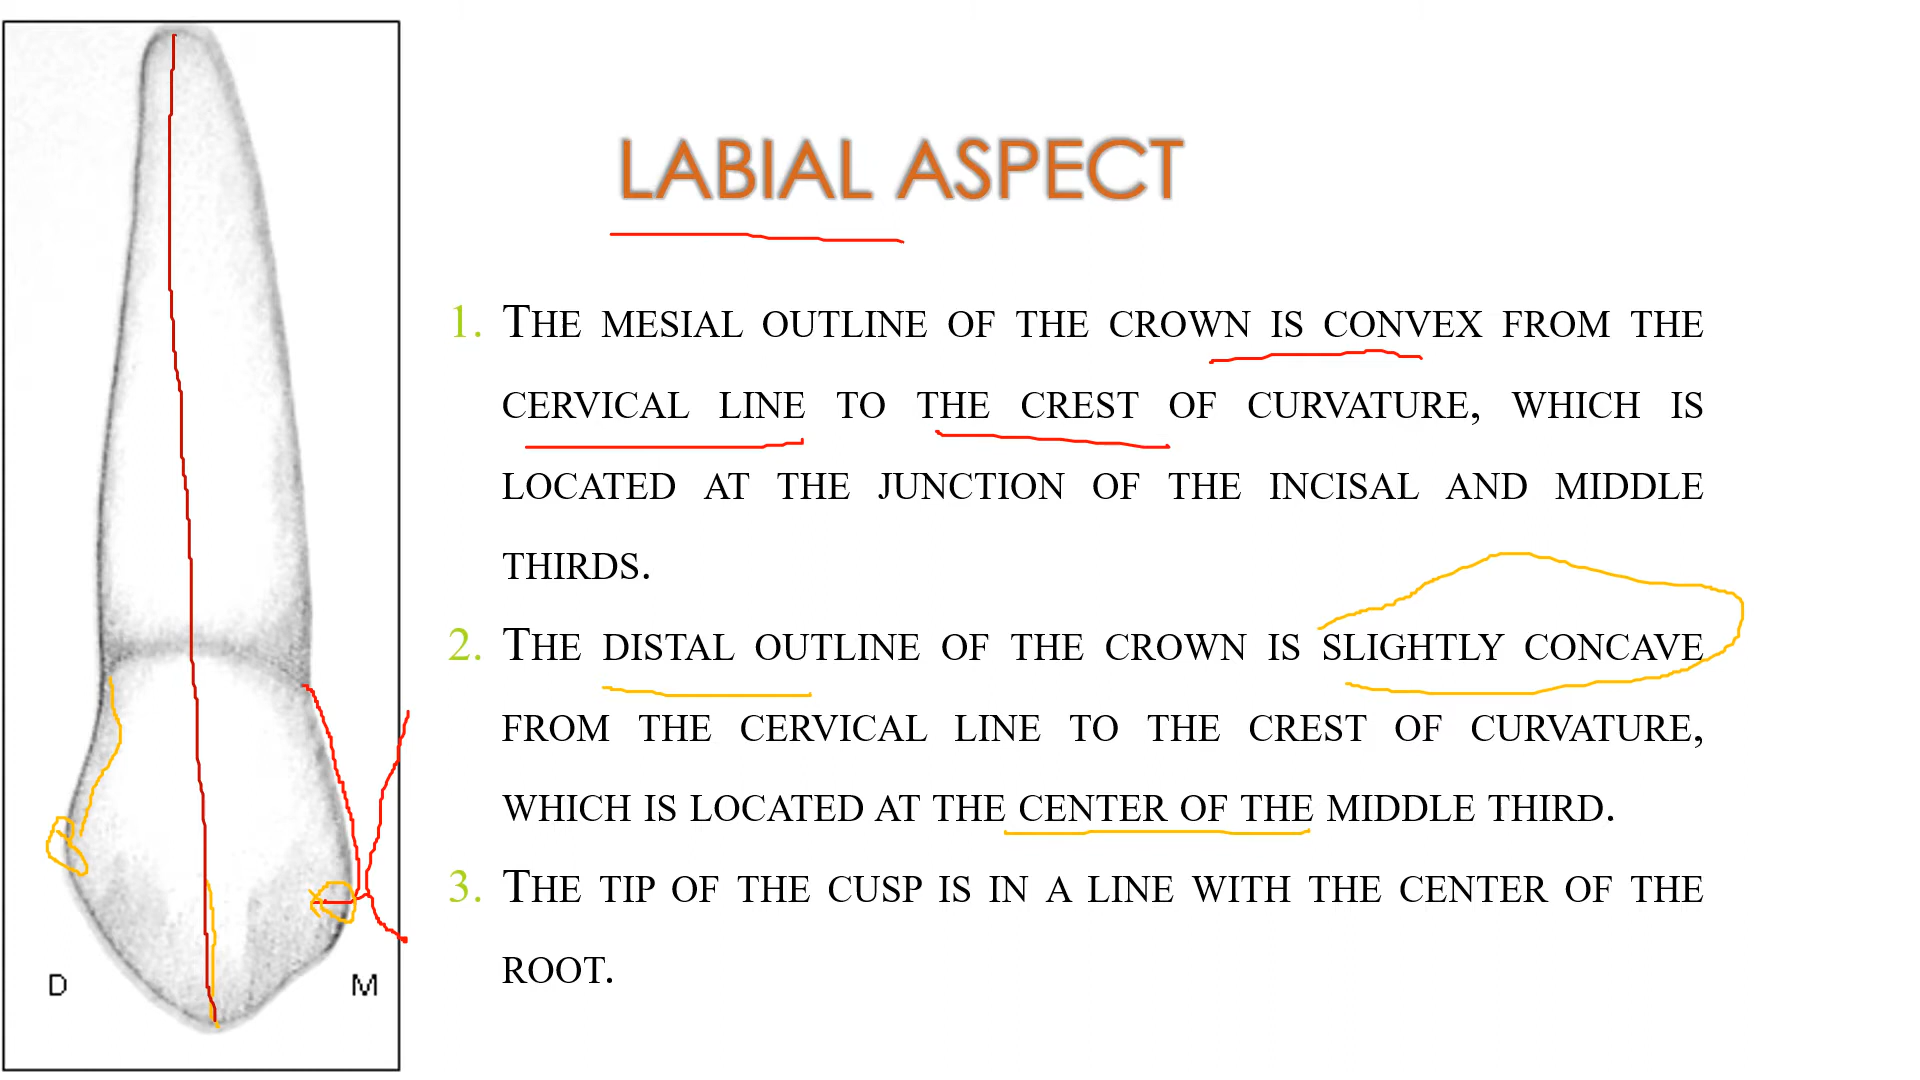 LABIAL ASPECT
1. THE MESIAL OUTLINE OF THE CROWN IS CONVEX FROM THE
CERVICAL LINE TO THE CREST OF CURVATURE, WHICH IS
LOCATED AT THE JUNCTION OF THE INCISAL AND MIDDLE
THIRDS.
2. THE DISTAL OUTLINE OF THE CROWN IS SLIGHTLY CONCAVE
FROM THE CERVICAL LINE TO THE CREST OF CURVATURE,
WHICH IS LOCATED AT THE CENTER OF THE MIDDLE THIRD.
3. THE TIP OF THE CUSP IS IN A LINE WITH THE CENTER OF THE
ROOT.
D M